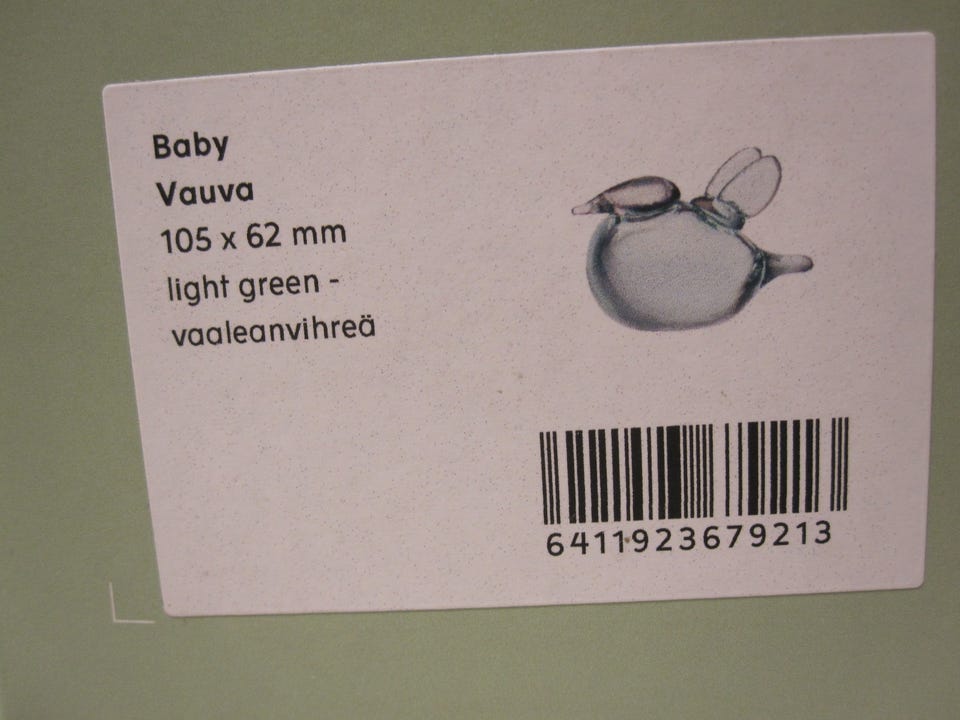 Baby
Vauva
105 x 62 mm
light green -
vaaleanvihreä
6411923679213